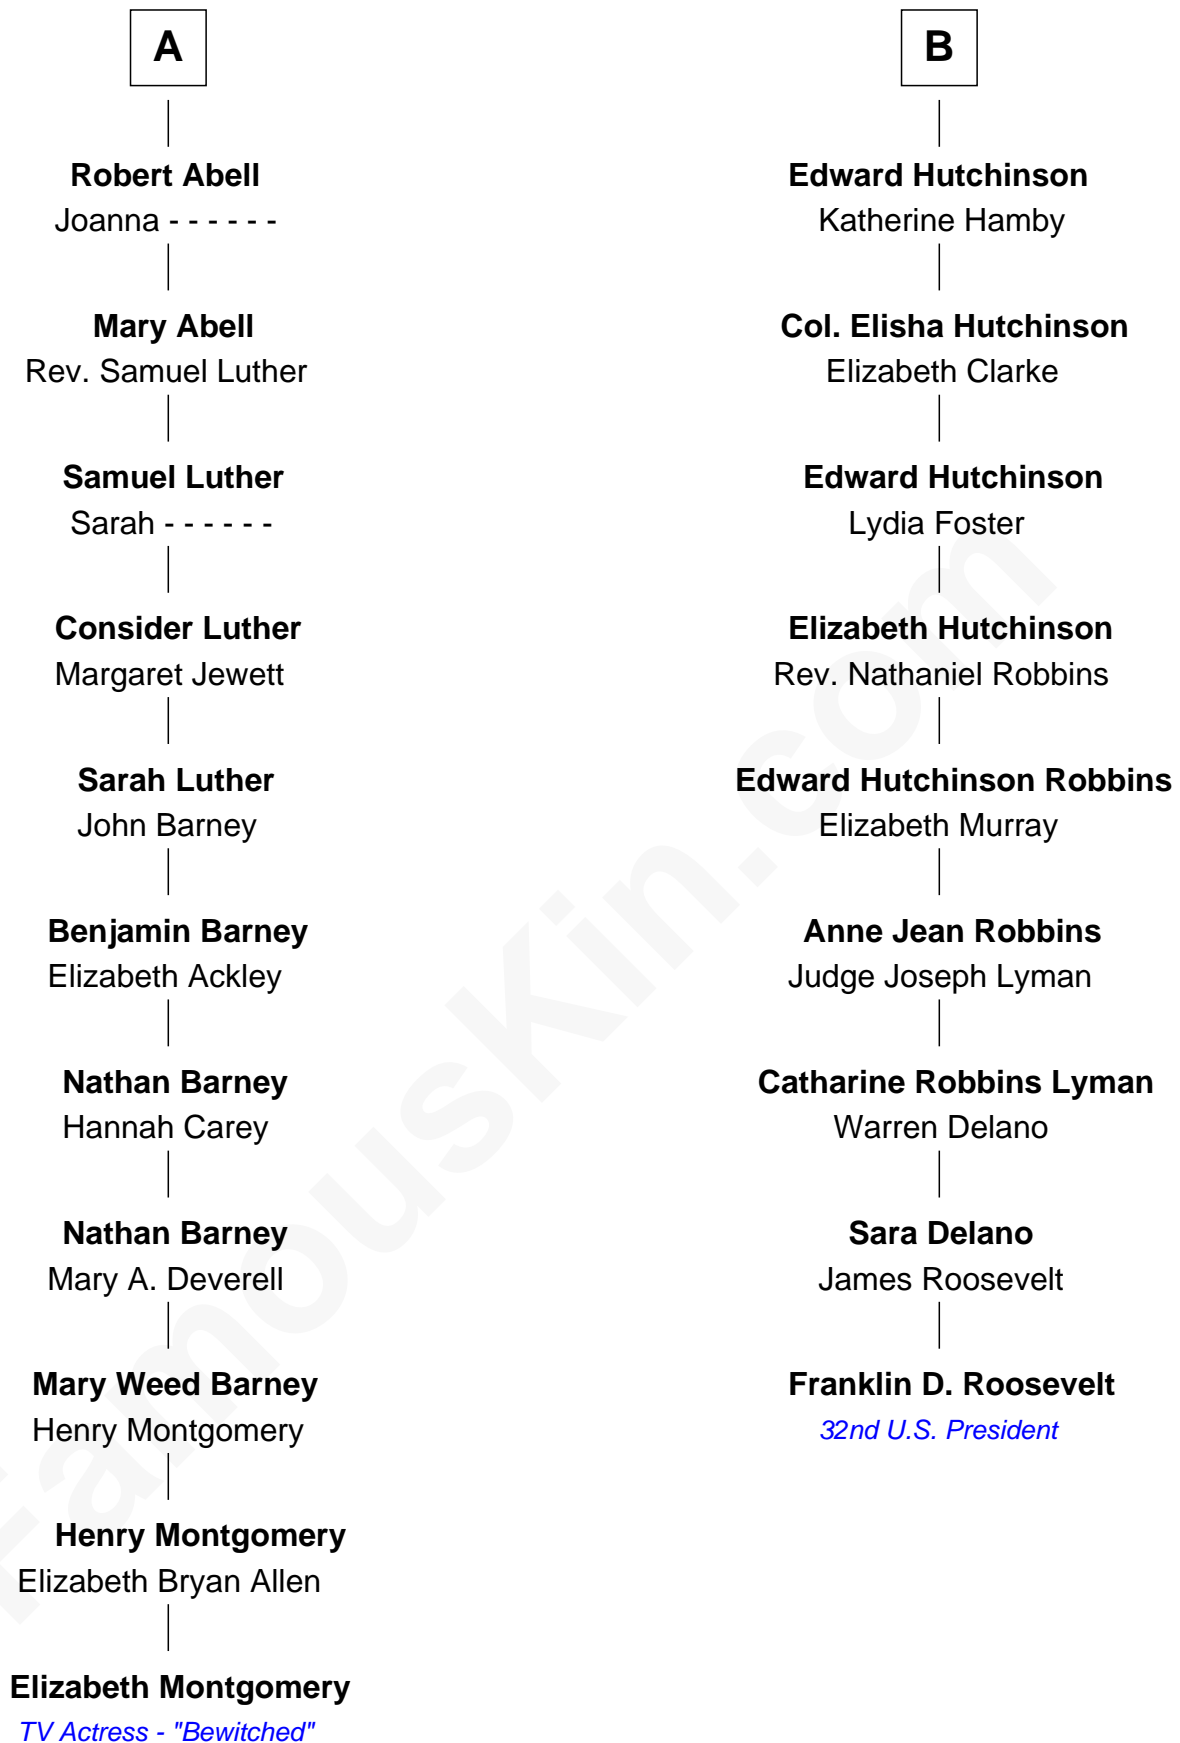 A
Robert Abell
Joanna - - - - - -
Mary Abell
Rev. Samuel Luther
Samuel Luther
Sarah - - - - - -
Consider Luther
Margaret Jewett
Sarah Luther
John Barney
Benjamin Barney
Elizabeth Ackley
Nathan Barney
Hannah Carey
Nathan Barney
Mary A. Deverell
Mary Weed Barney
Henry Montgomery
Henry Montgomery
Elizabeth Bryan Allen
Elizabeth Montgomery
TV Actress - "Bewitched"
B
Edward Hutchinson
Katherine Hamby
Col. Elisha Hutchinson
Elizabeth Clarke
Edward Hutchinson
Lydia Foster
Elizabeth Hutchinson
Rev. Nathaniel Robbins
Edward Hutchinson Robbins
Elizabeth Murray
Anne Jean Robbins
Judge Joseph Lyman
Catharine Robbins Lyman
Warren Delano
Sara Delano
James Roosevelt
Franklin D. Roosevelt
32nd U.S. President
FamousKin.com